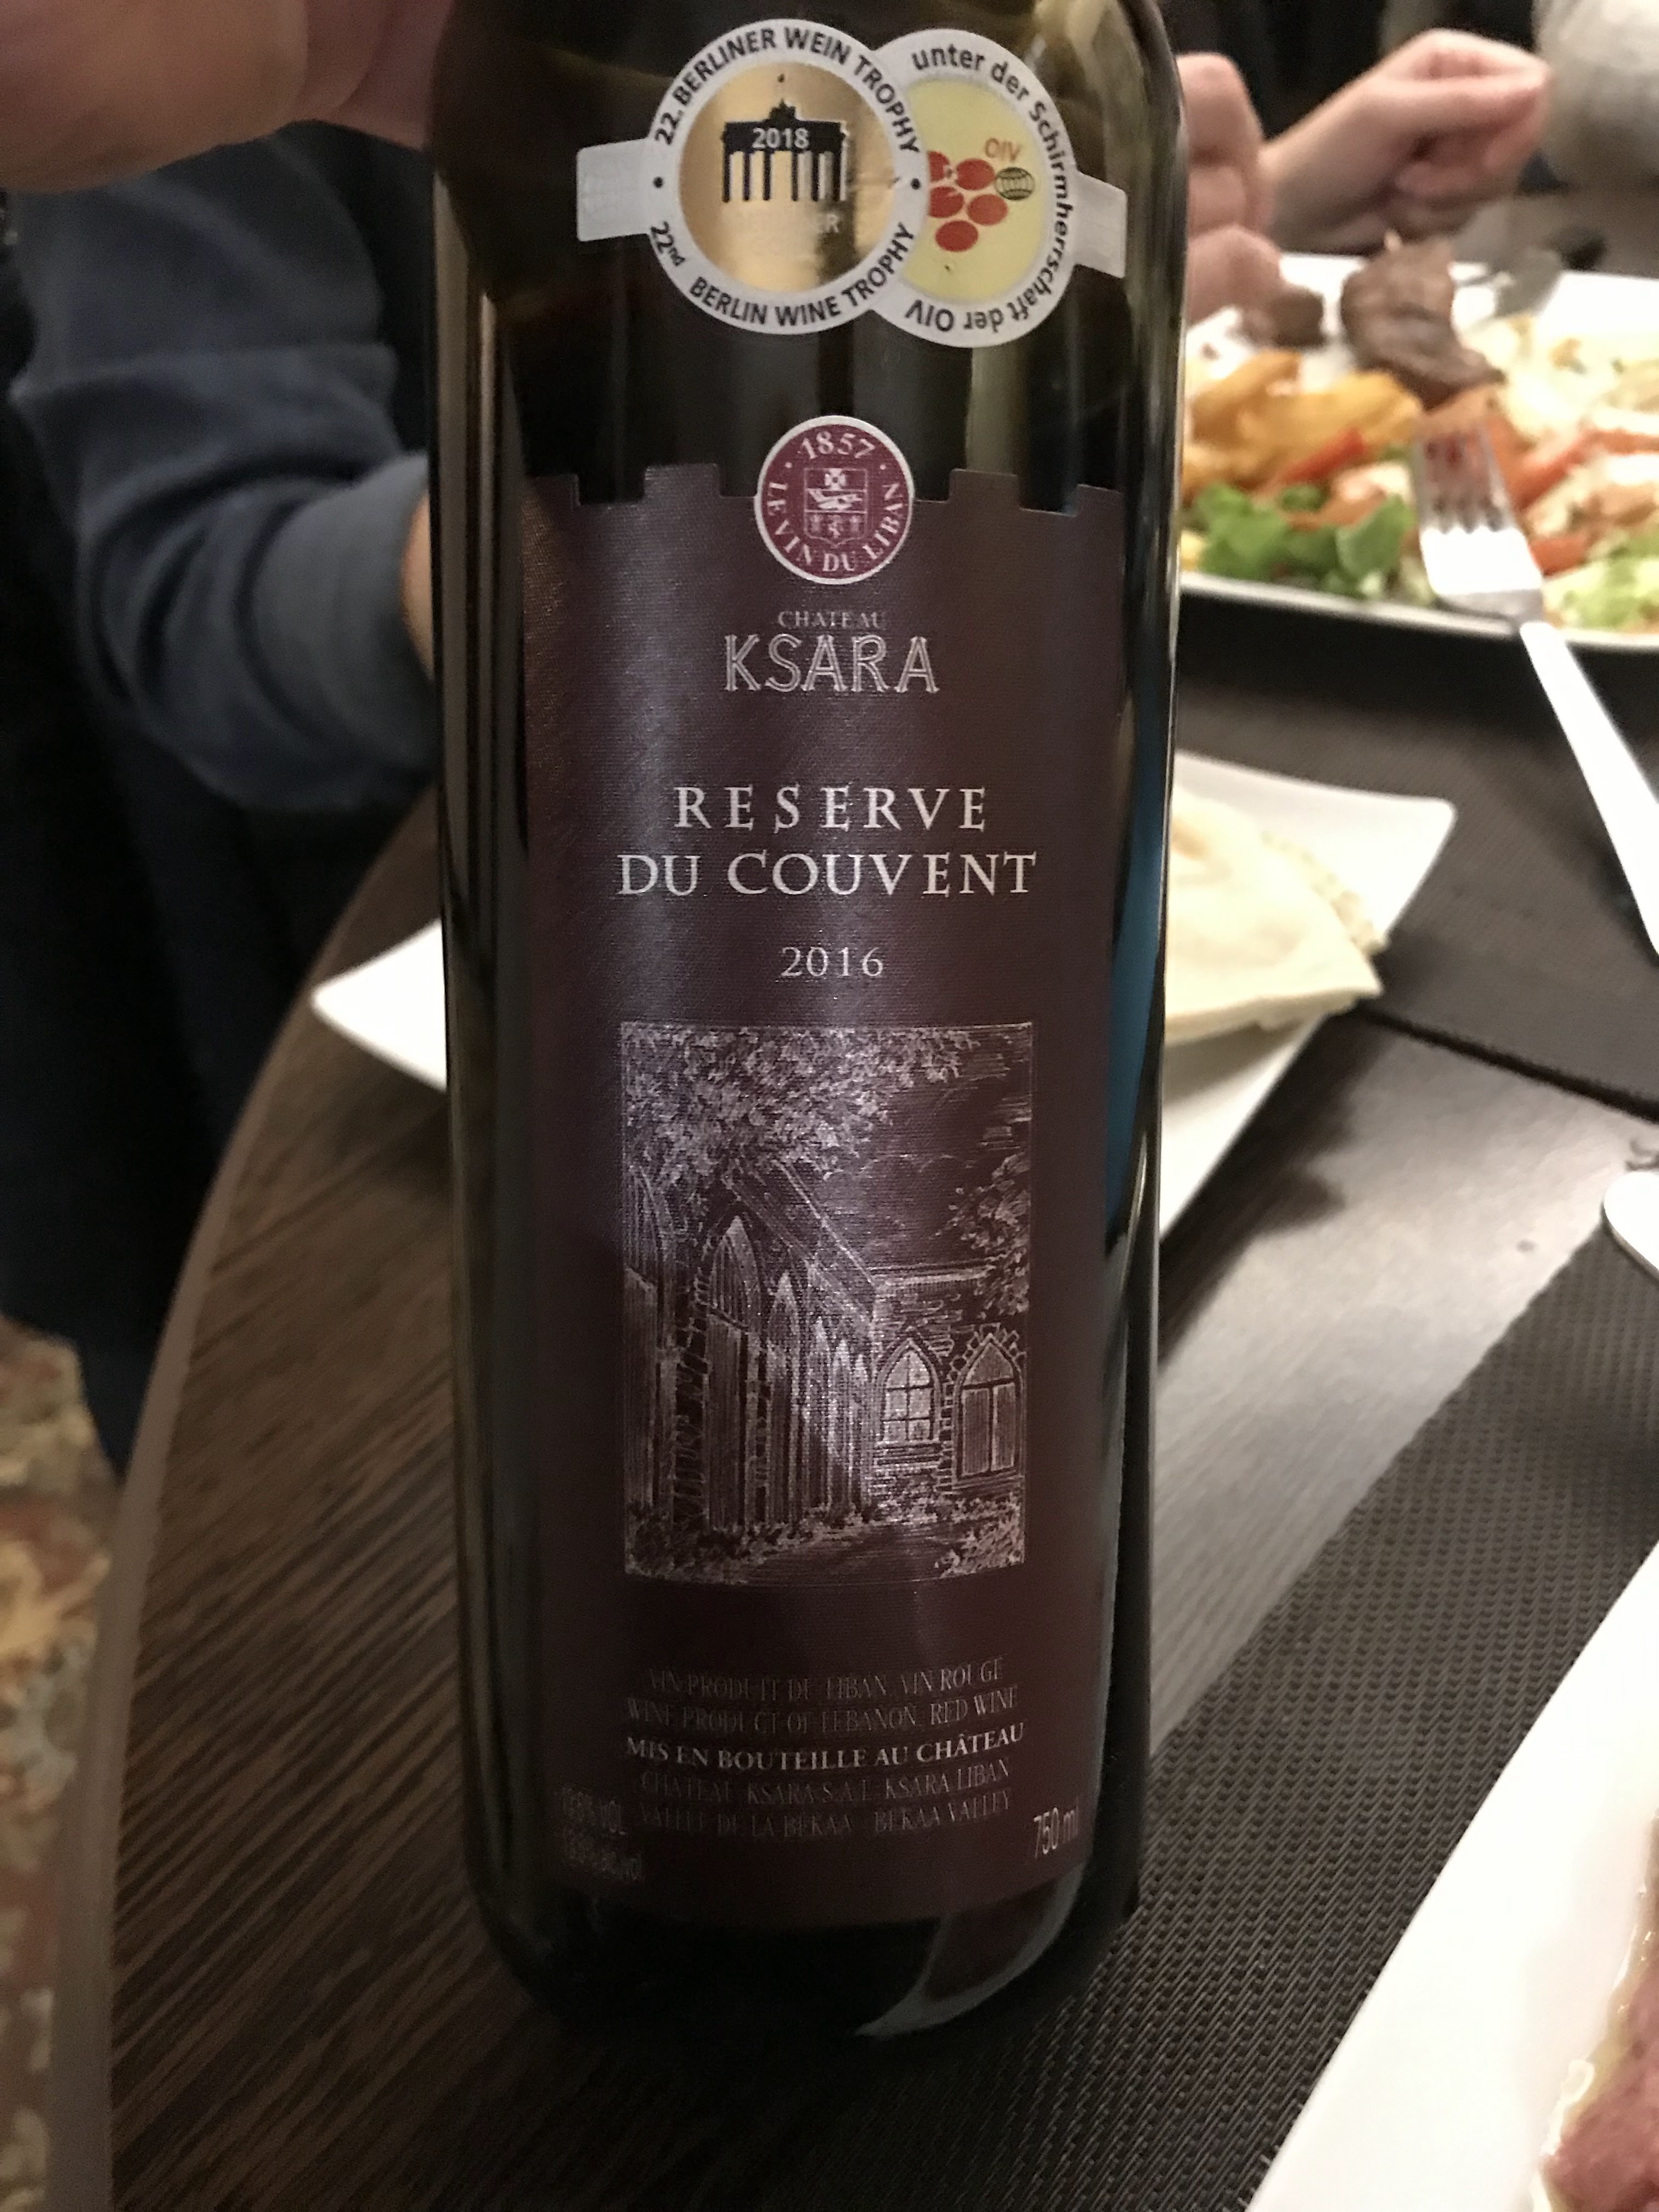 22. BERLINER WEIN TROPHY
2018
22nd BERLIN WINE TROPHY
unter der Schirmherrschaft der OIV
OIV
1857
LE VIN DU LIBAN
CHATEAU
KSARA
RESERVE
DU COUVENT
2016
VIN PRODUIT DU LIBAN VIN ROUGE
WINE PRODUCT OF LEBANON RED WINE
MIS EN BOUTEILLE AU CHÂTEAU
CHATEAU KSARA S.A.L KSARA LIBAN
VALLEE DE LA BEKAA BEKAA VALLEY
750 ml